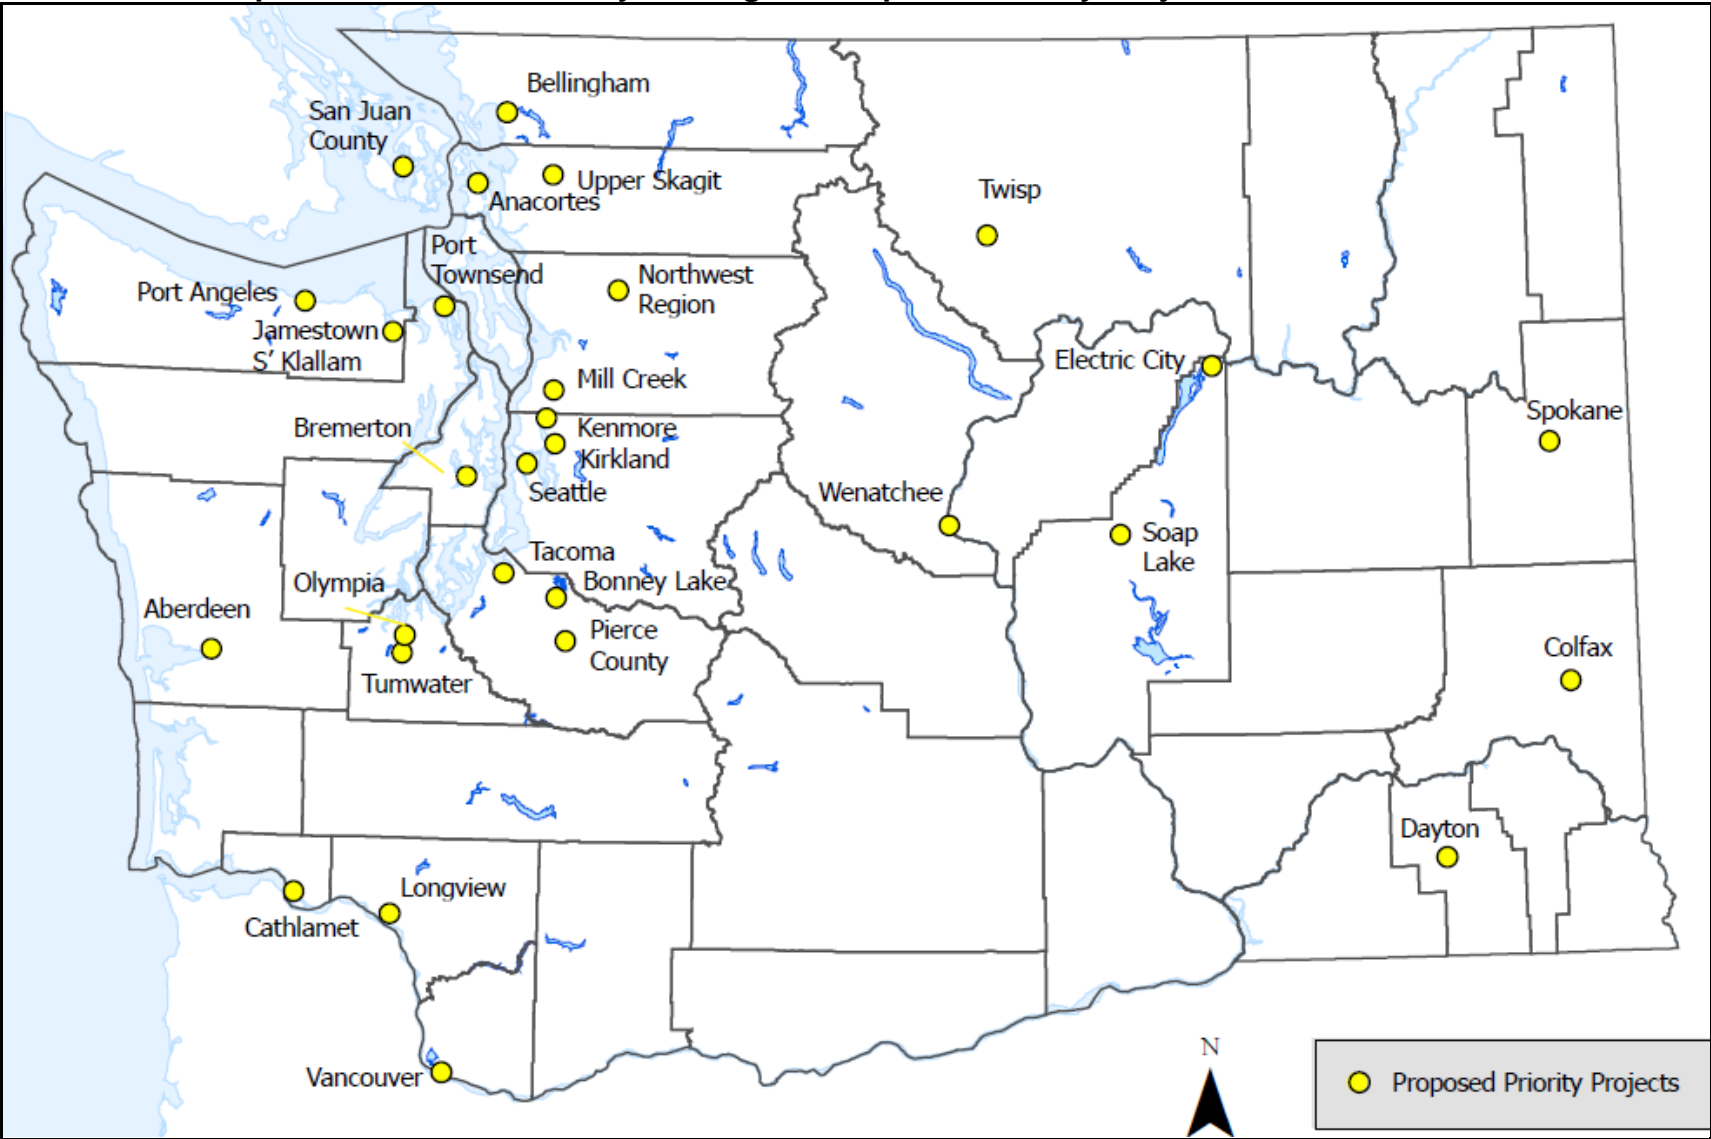 Bellingham
San Juan
County
Upper Skagit
Anacortes
Twisp
Port
Townsend
Northwest
Region
Port Angeles
Jamestown
S' Klallam
Electric City
Mill Creek
Spokane
Bremerton
Kenmore
Kirkland
Seattle
Wenatchee
Soap
Lake
Tacoma
Bonney Lake
Olympia
Aberdeen
Pierce
County
Colfax
Tumwater
Dayton
Longview
Cathlamet
Vancouver
N
Proposed Priority Projects